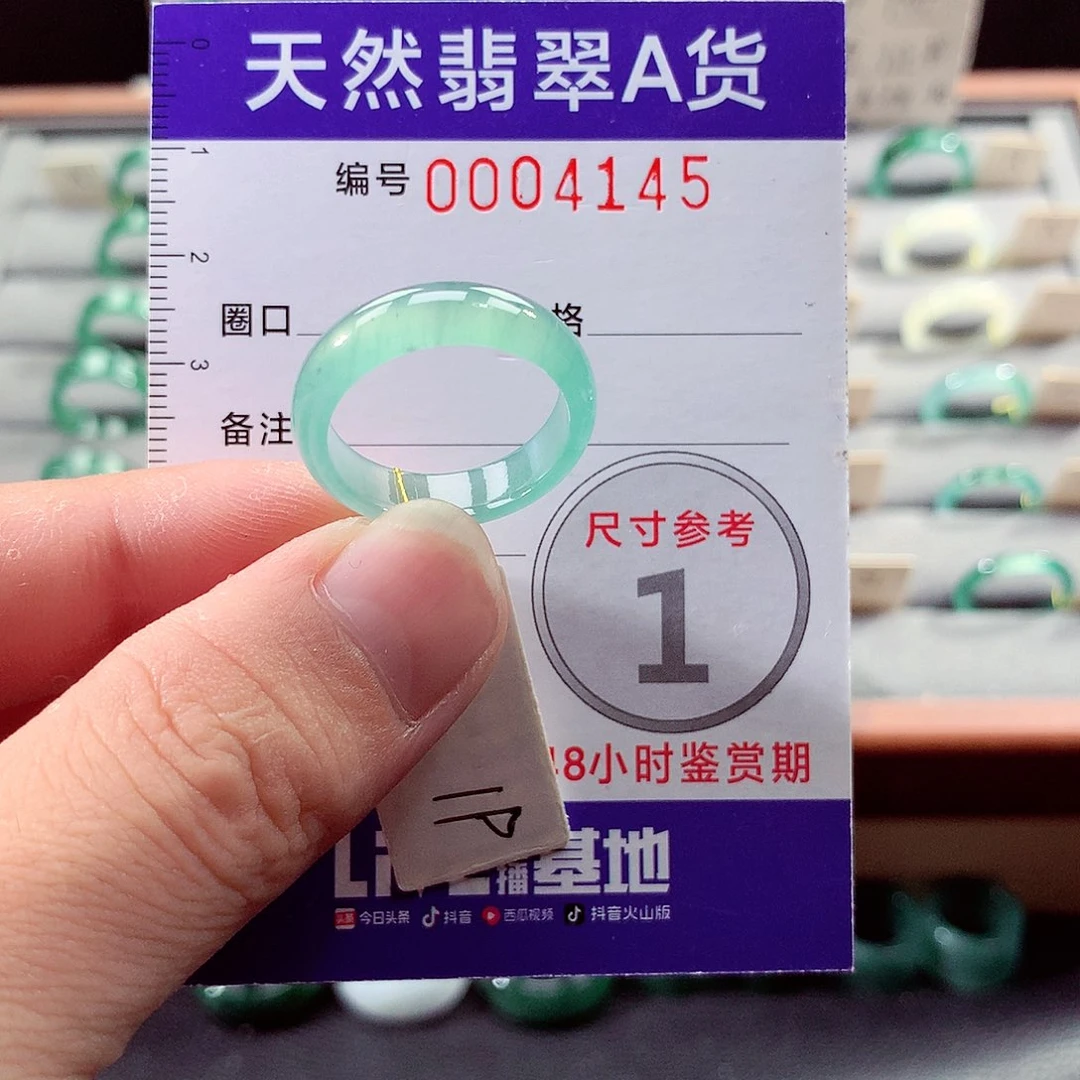 天然翡翠A货
编号 0004145
0
1
2
3
圈口 格
备注
尺寸参考
1
8小时鉴赏期
播基地
今日头条 抖音 西瓜视频 抖音火山版